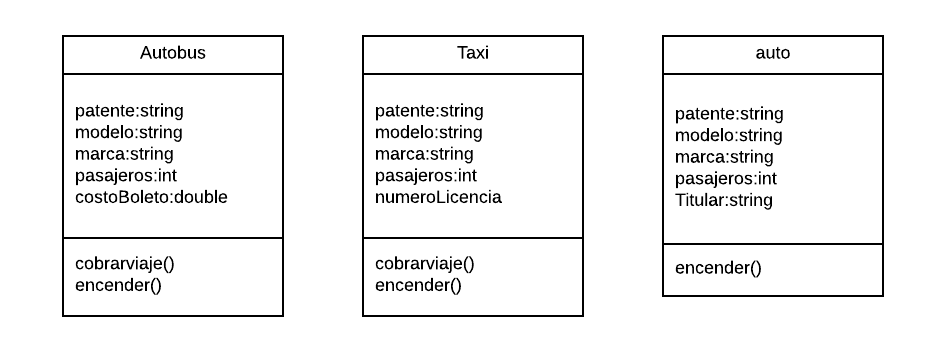 Autobus
patente:string
modelo:string
marca:string
pasajeros:int
costoBoleto:double
cobrarviaje()
encender()
Taxi
patente:string
modelo:string
marca:string
pasajeros:int
numeroLicencia
cobrarviaje()
encender()
auto
patente:string
modelo:string
marca:string
pasajeros:int
Titular:string
encender()